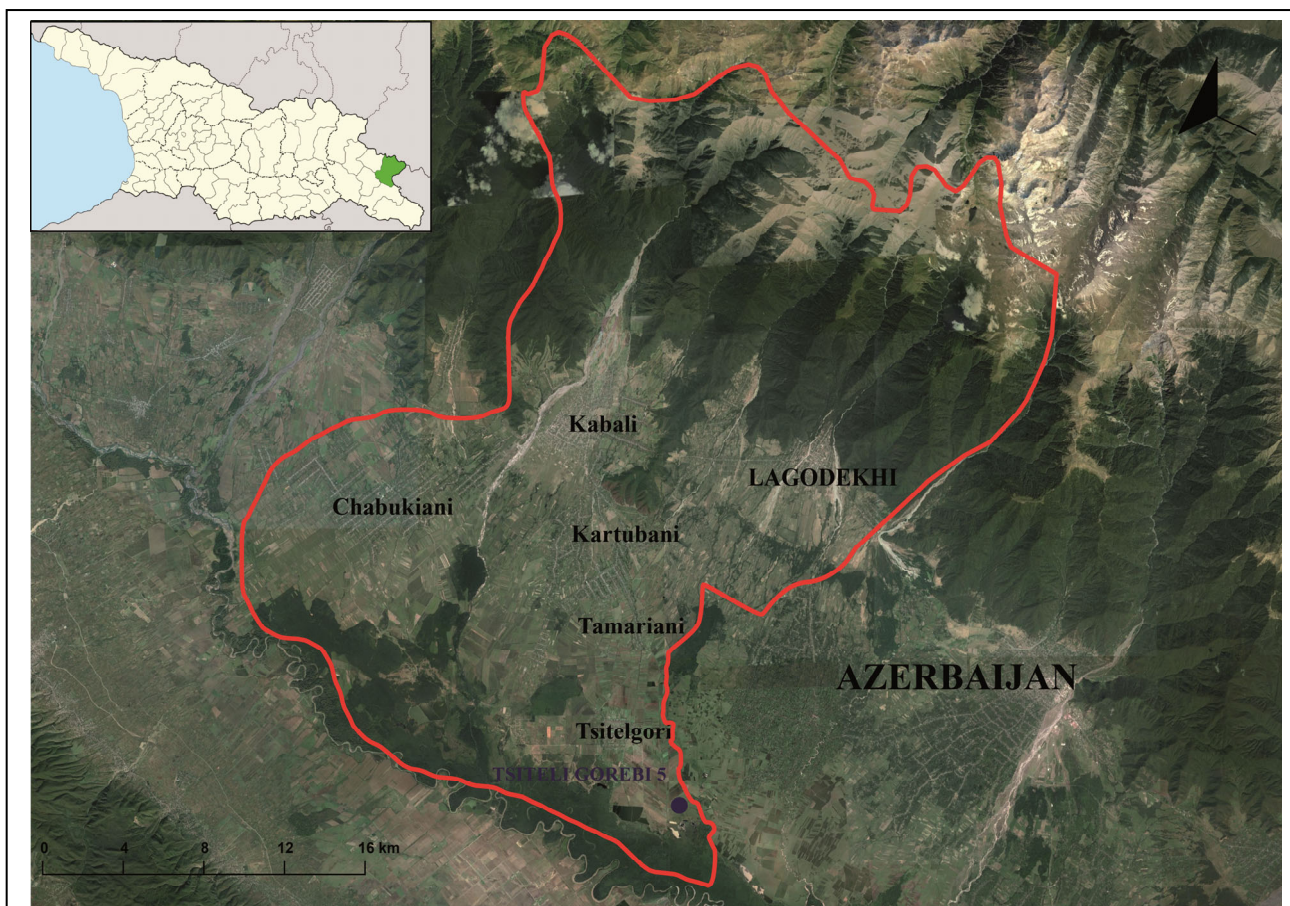 Kabali
LAGODEKHI
Chabukiani
Kartubani
Tamariani
AZERBAIJAN
Tsitelgori
TSITELI GOREBI 5
0 4 8 12 16 km